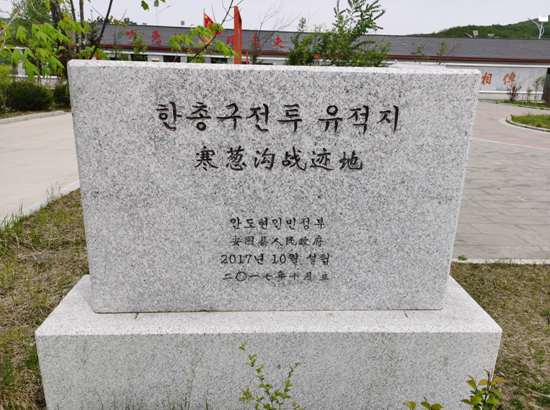 한총구전투 유적지
寒葱沟战迹地
안도현인민정부
安图县人民政府
2017년 10월 설립
二〇一七年十月立